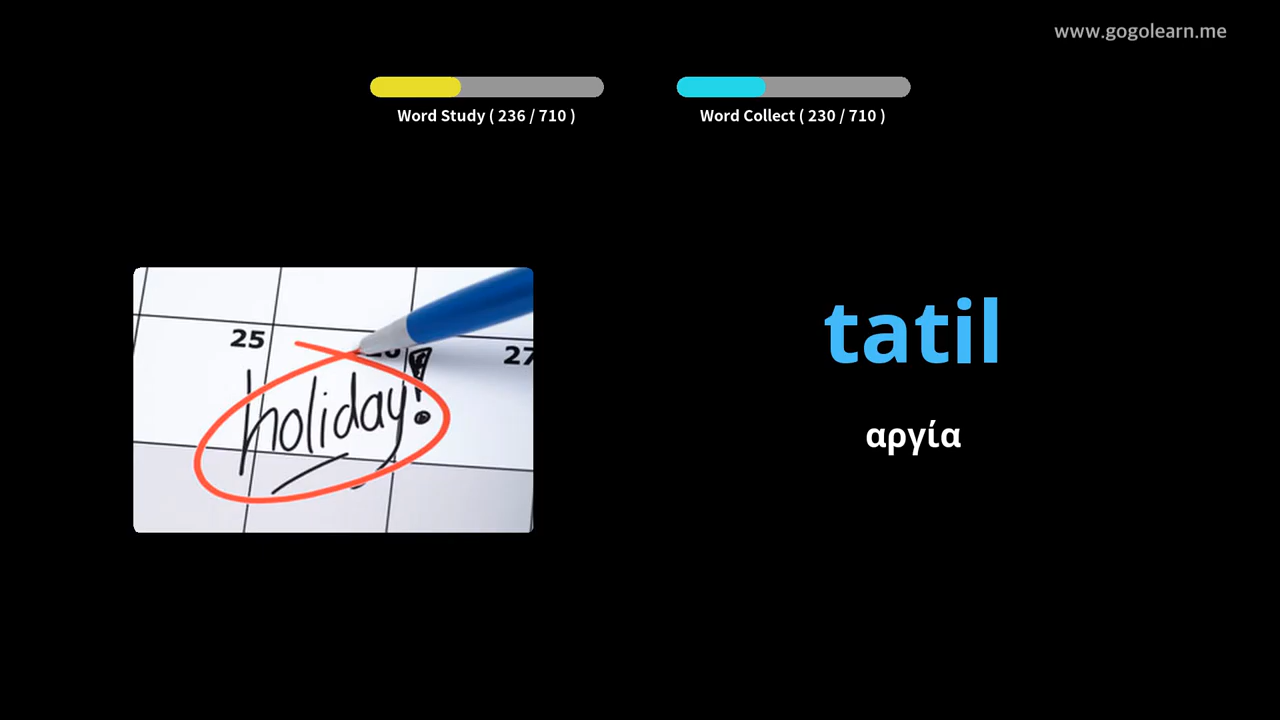 www.gogolearn.me
Word Study ( 236 / 710 )
Word Collect ( 230 / 710 )
25
27
holiday!
tatil
αργία